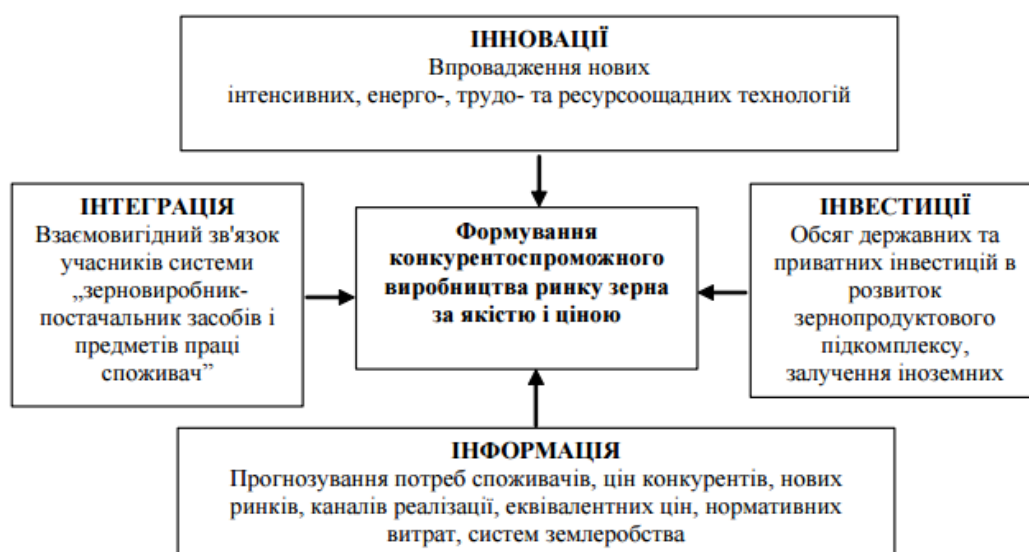 ІННОВАЦІЇ
Впровадження нових
інтенсивних, енерго-, трудо- та ресурсоощадних технологій
ІНТЕГРАЦІЯ
Взаємовигідний зв'язок
учасників системи
„зерновиробник-
постачальник засобів і
предметів праці
споживач”
Формування
конкурентоспроможного
виробництва ринку зерна
за якістю і ціною
ІНВЕСТИЦІЇ
Обсяг державних та
приватних інвестицій в
розвиток
зернопродуктового
підкомплексу,
залучення іноземних
ІНФОРМАЦІЯ
Прогнозування потреб споживачів, цін конкурентів, нових
ринків, каналів реалізації, еквівалентних цін, нормативних
витрат, систем землеробства